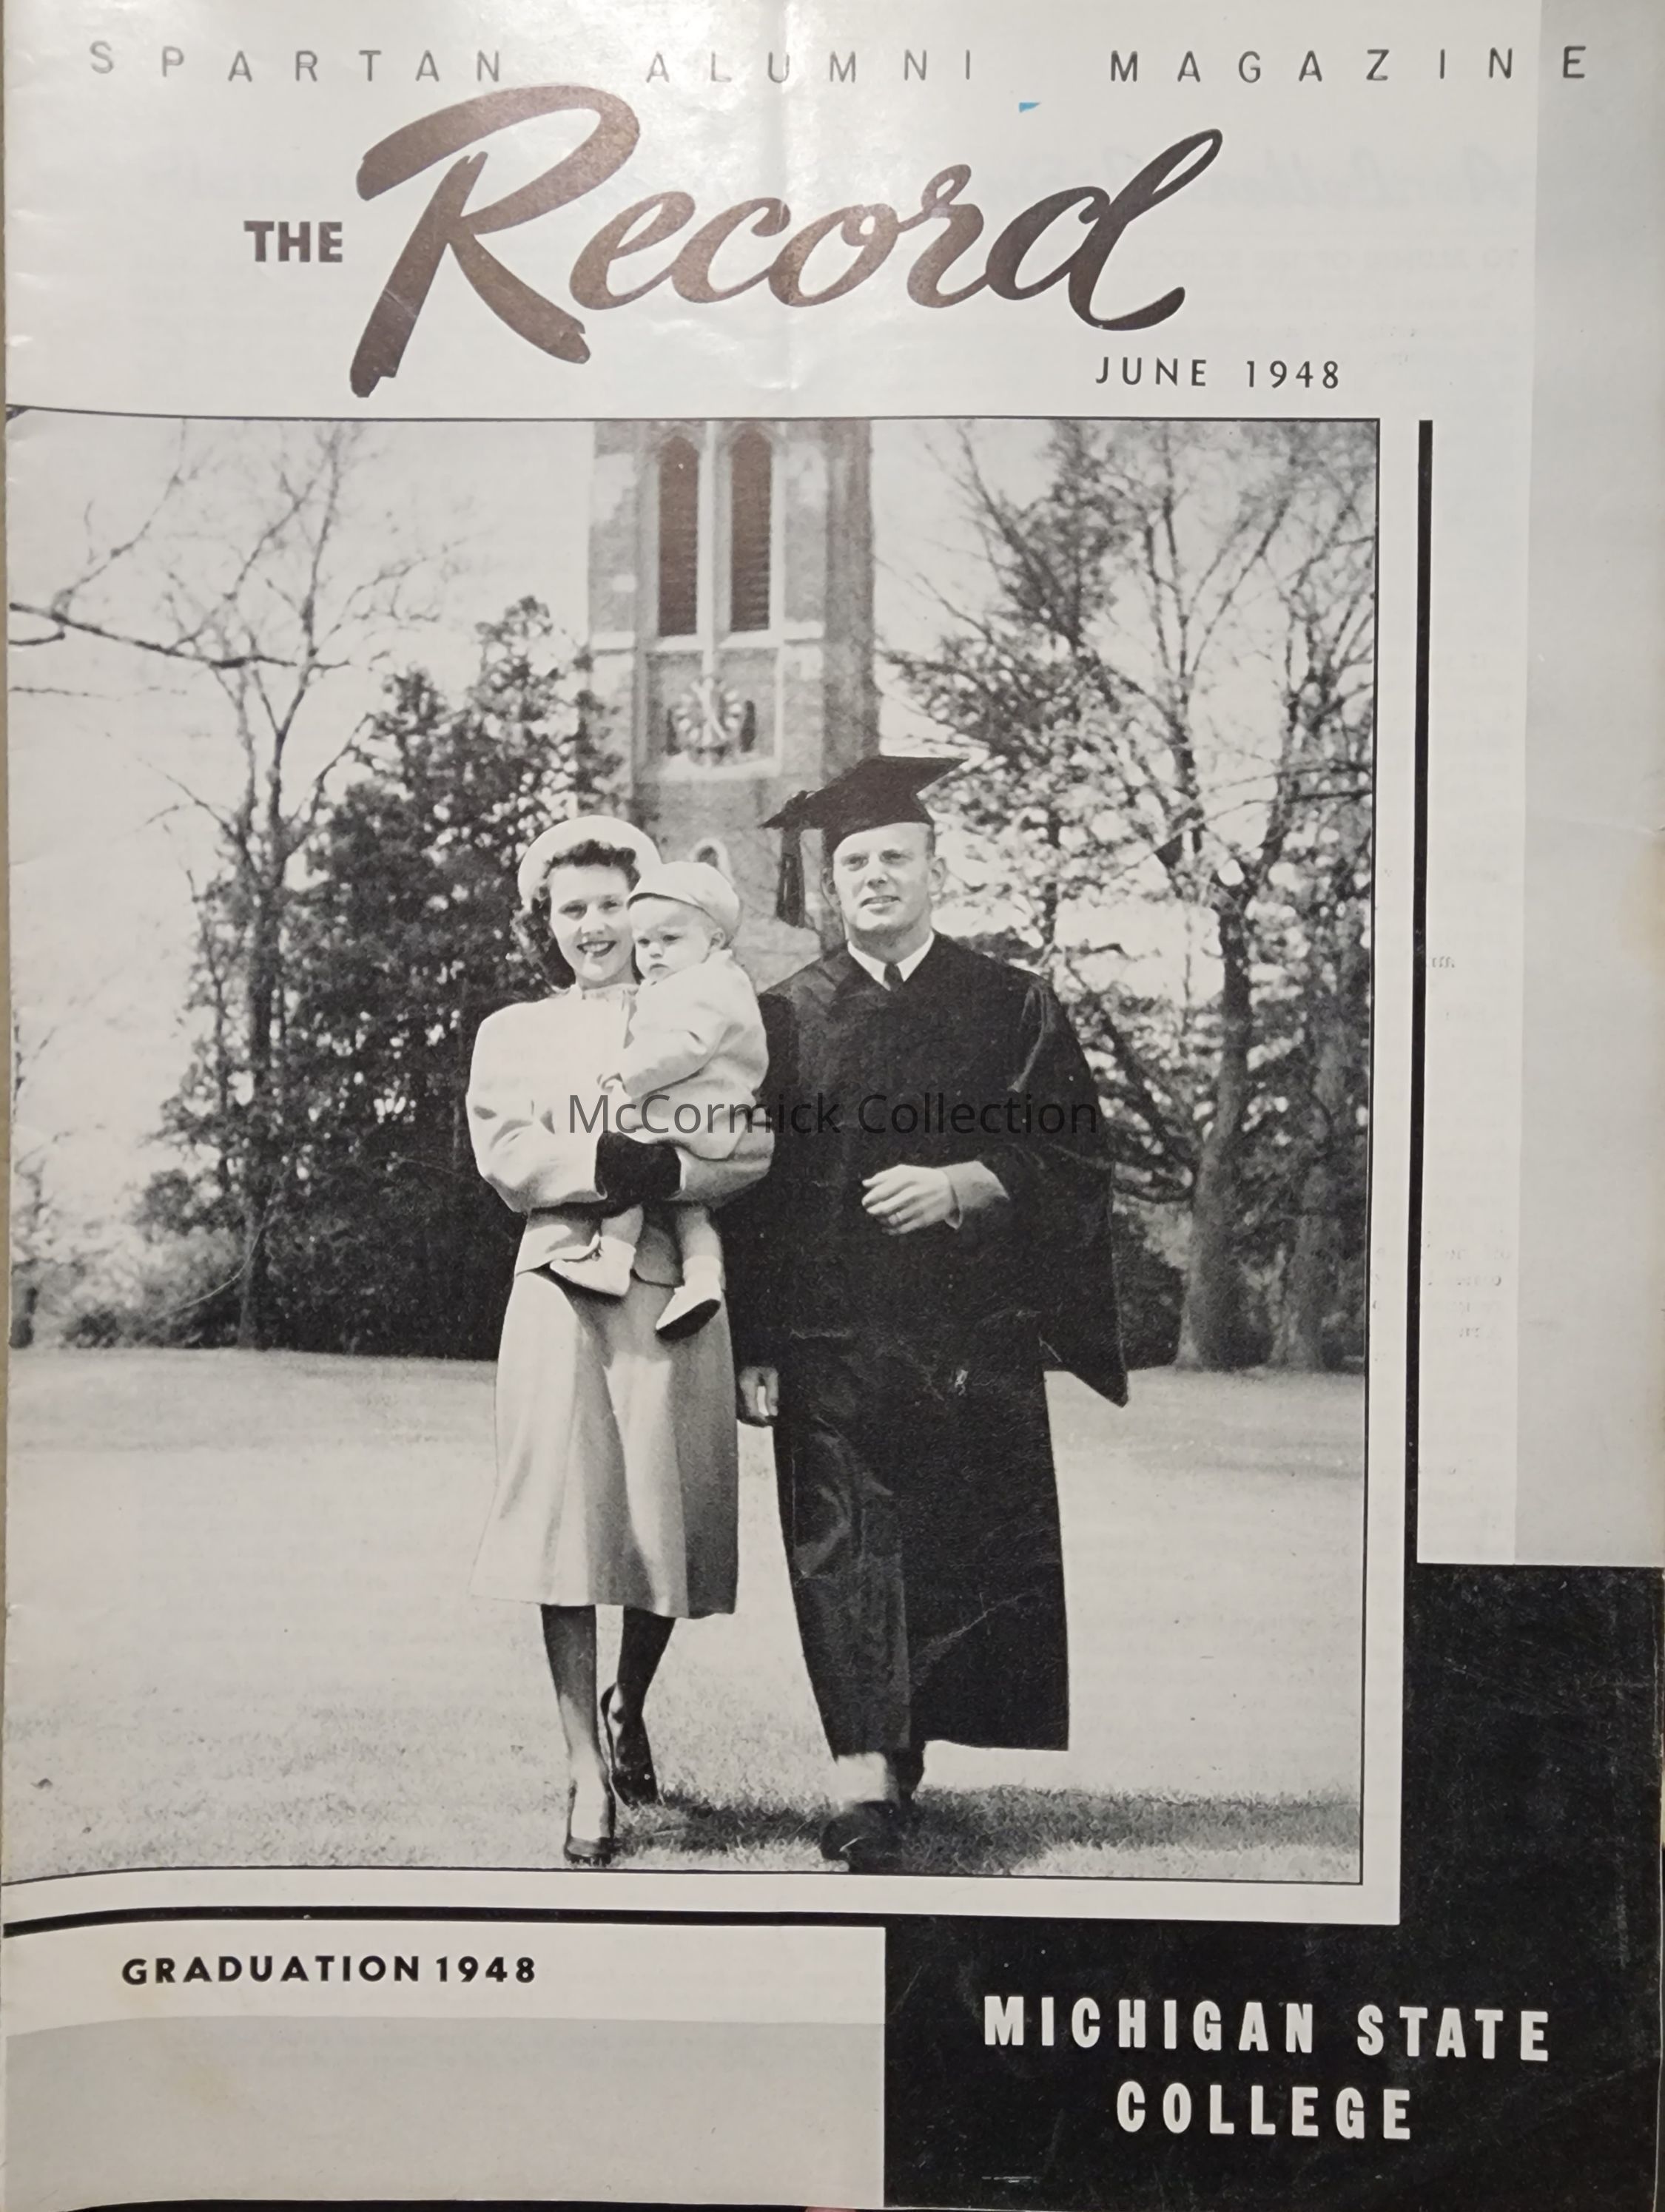 SPARTAN ALUMNI MAGAZINE
THE Record
JUNE 1948
McCormick Collection
GRADUATION 1948
MICHIGAN STATE
COLLEGE